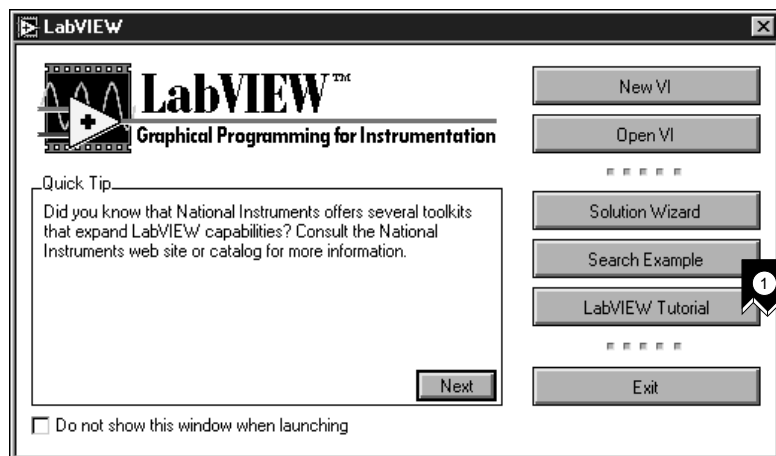 LabVIEW
LabVIEW™
Graphical Programming for Instrumentation
Quick Tip
Did you know that National Instruments offers several toolkits
that expand LabVIEW capabilities? Consult the National
Instruments web site or catalog for more information.
Next
Do not show this window when launching
New VI
Open VI
Solution Wizard
Search Example
1
LabVIEW Tutorial
Exit